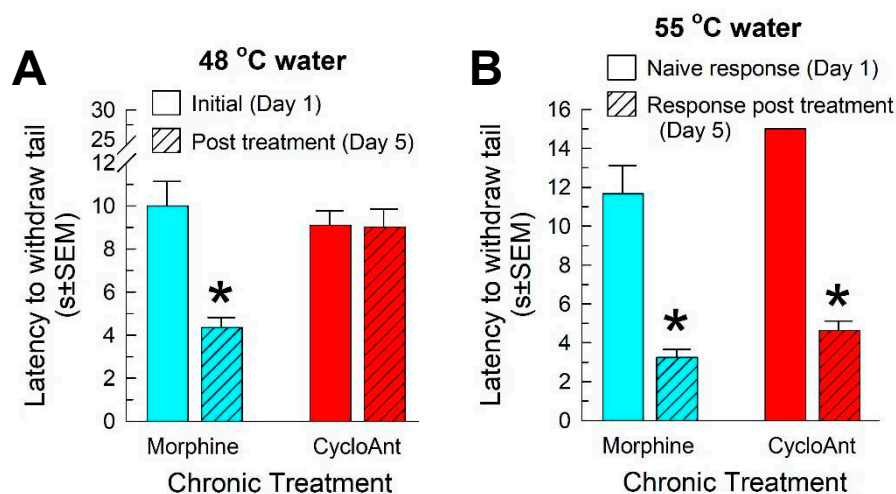 A
48 °C water
Initial (Day 1)
Post treatment (Day 5)
Latency to withdraw tail
(s±SEM)
30
25
12
10
8
6
4
2
0
*
Morphine
CycloAnt
Chronic Treatment
B
55 °C water
Naive response (Day 1)
Response post treatment
(Day 5)
Latency to withdraw tail
(s±SEM)
16
14
12
10
8
6
4
2
0
*
*
Morphine
CycloAnt
Chronic Treatment